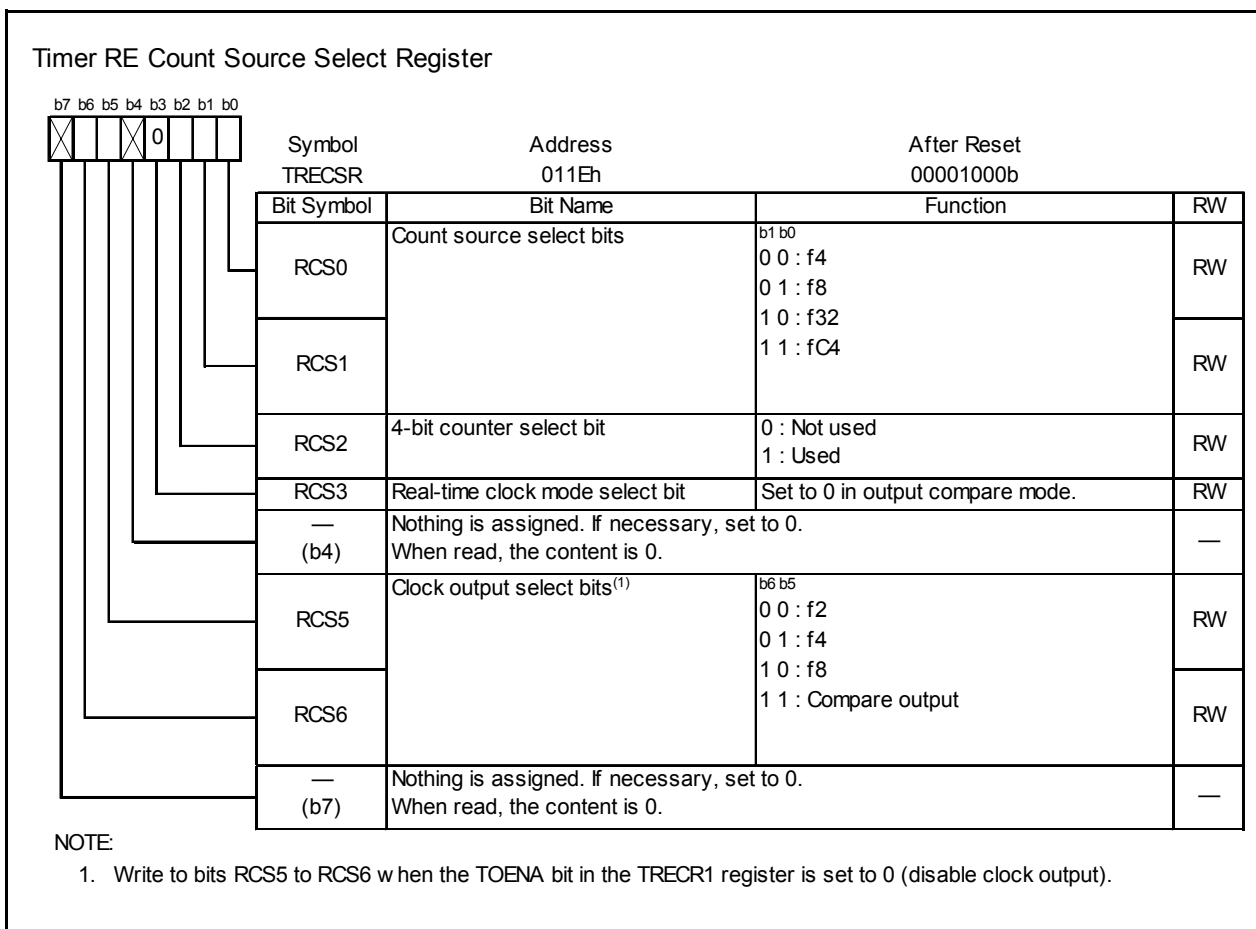 Timer RE Count Source Select Register
b7 b6 b5 b4 b3 b2 b1 b0
0
Symbol Address After Reset
TRECSR 011Eh 00001000b
Bit Symbol Bit Name Function RW
RCS0 Count source select bits b1 b0 RW
0 0 : f4
0 1 : f8
1 0 : f32
RCS1 1 1 : fC4 RW
RCS2 4-bit counter select bit 0 : Not used RW
1 : Used
RCS3 Real-time clock mode select bit Set to 0 in output compare mode. RW
— Nothing is assigned. If necessary, set to 0. —
(b4) When read, the content is 0.
RCS5 Clock output select bits(1) b6 b5 RW
0 0 : f2
0 1 : f4
1 0 : f8
RCS6 1 1 : Compare output RW
— Nothing is assigned. If necessary, set to 0. —
(b7) When read, the content is 0.
NOTE:
1. Write to bits RCS5 to RCS6 w hen the TOENA bit in the TRECR1 register is set to 0 (disable clock output).